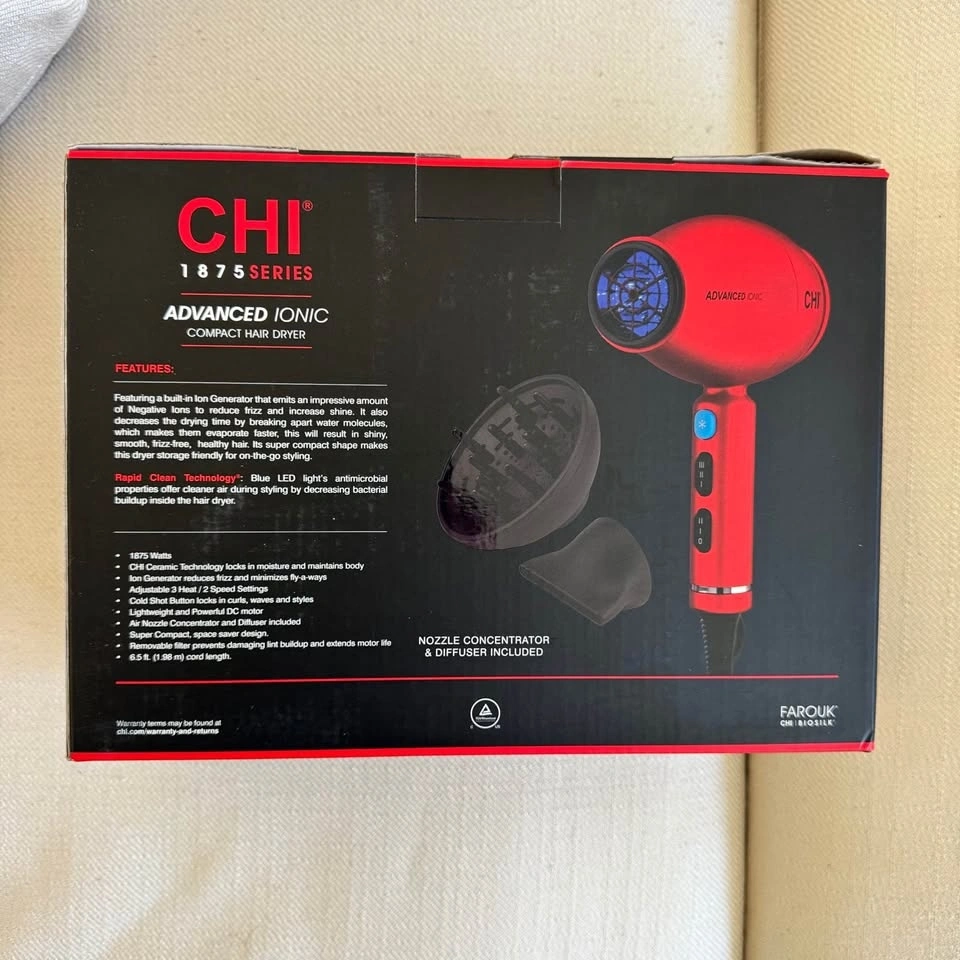 CHI®
1875 SERIES
ADVANCED IONIC
COMPACT HAIR DRYER
FEATURES:
Featuring a built-in Ion Generator that emits an impressive amount
of Negative Ions to reduce frizz and increase shine. It also
decreases the drying time by breaking apart water molecules,
which makes them evaporate faster, this will result in shiny,
smooth, frizz-free, healthy hair. Its super compact shape makes
this dryer storage friendly for on-the-go styling.
Rapid Clean Technology®: Blue LED light's antimicrobial
properties offer cleaner air during styling by decreasing bacterial
buildup inside the hair dryer.
• 1875 Watts
• CHI Ceramic Technology locks in moisture and maintains body
• Ion Generator reduces frizz and minimizes fly-a-ways
• Adjustable 3 Heat / 2 Speed Settings
• Cold Shot Button locks in curls, waves and styles
• Lightweight and Powerful DC motor
• Air Nozzle Concentrator and Diffuser included
• Super Compact, space saver design.
• Removable filter prevents damaging lint buildup and extends motor life
• 6.5 ft. (1.98 m) cord length.
ADVANCED IONIC
CHI
III
II
I
II
I
0
NOZZLE CONCENTRATOR
& DIFFUSER INCLUDED
Warranty terms may be found at
chi.com/warranty-and-returns
FAROUK™
CHI | BIOSILK®